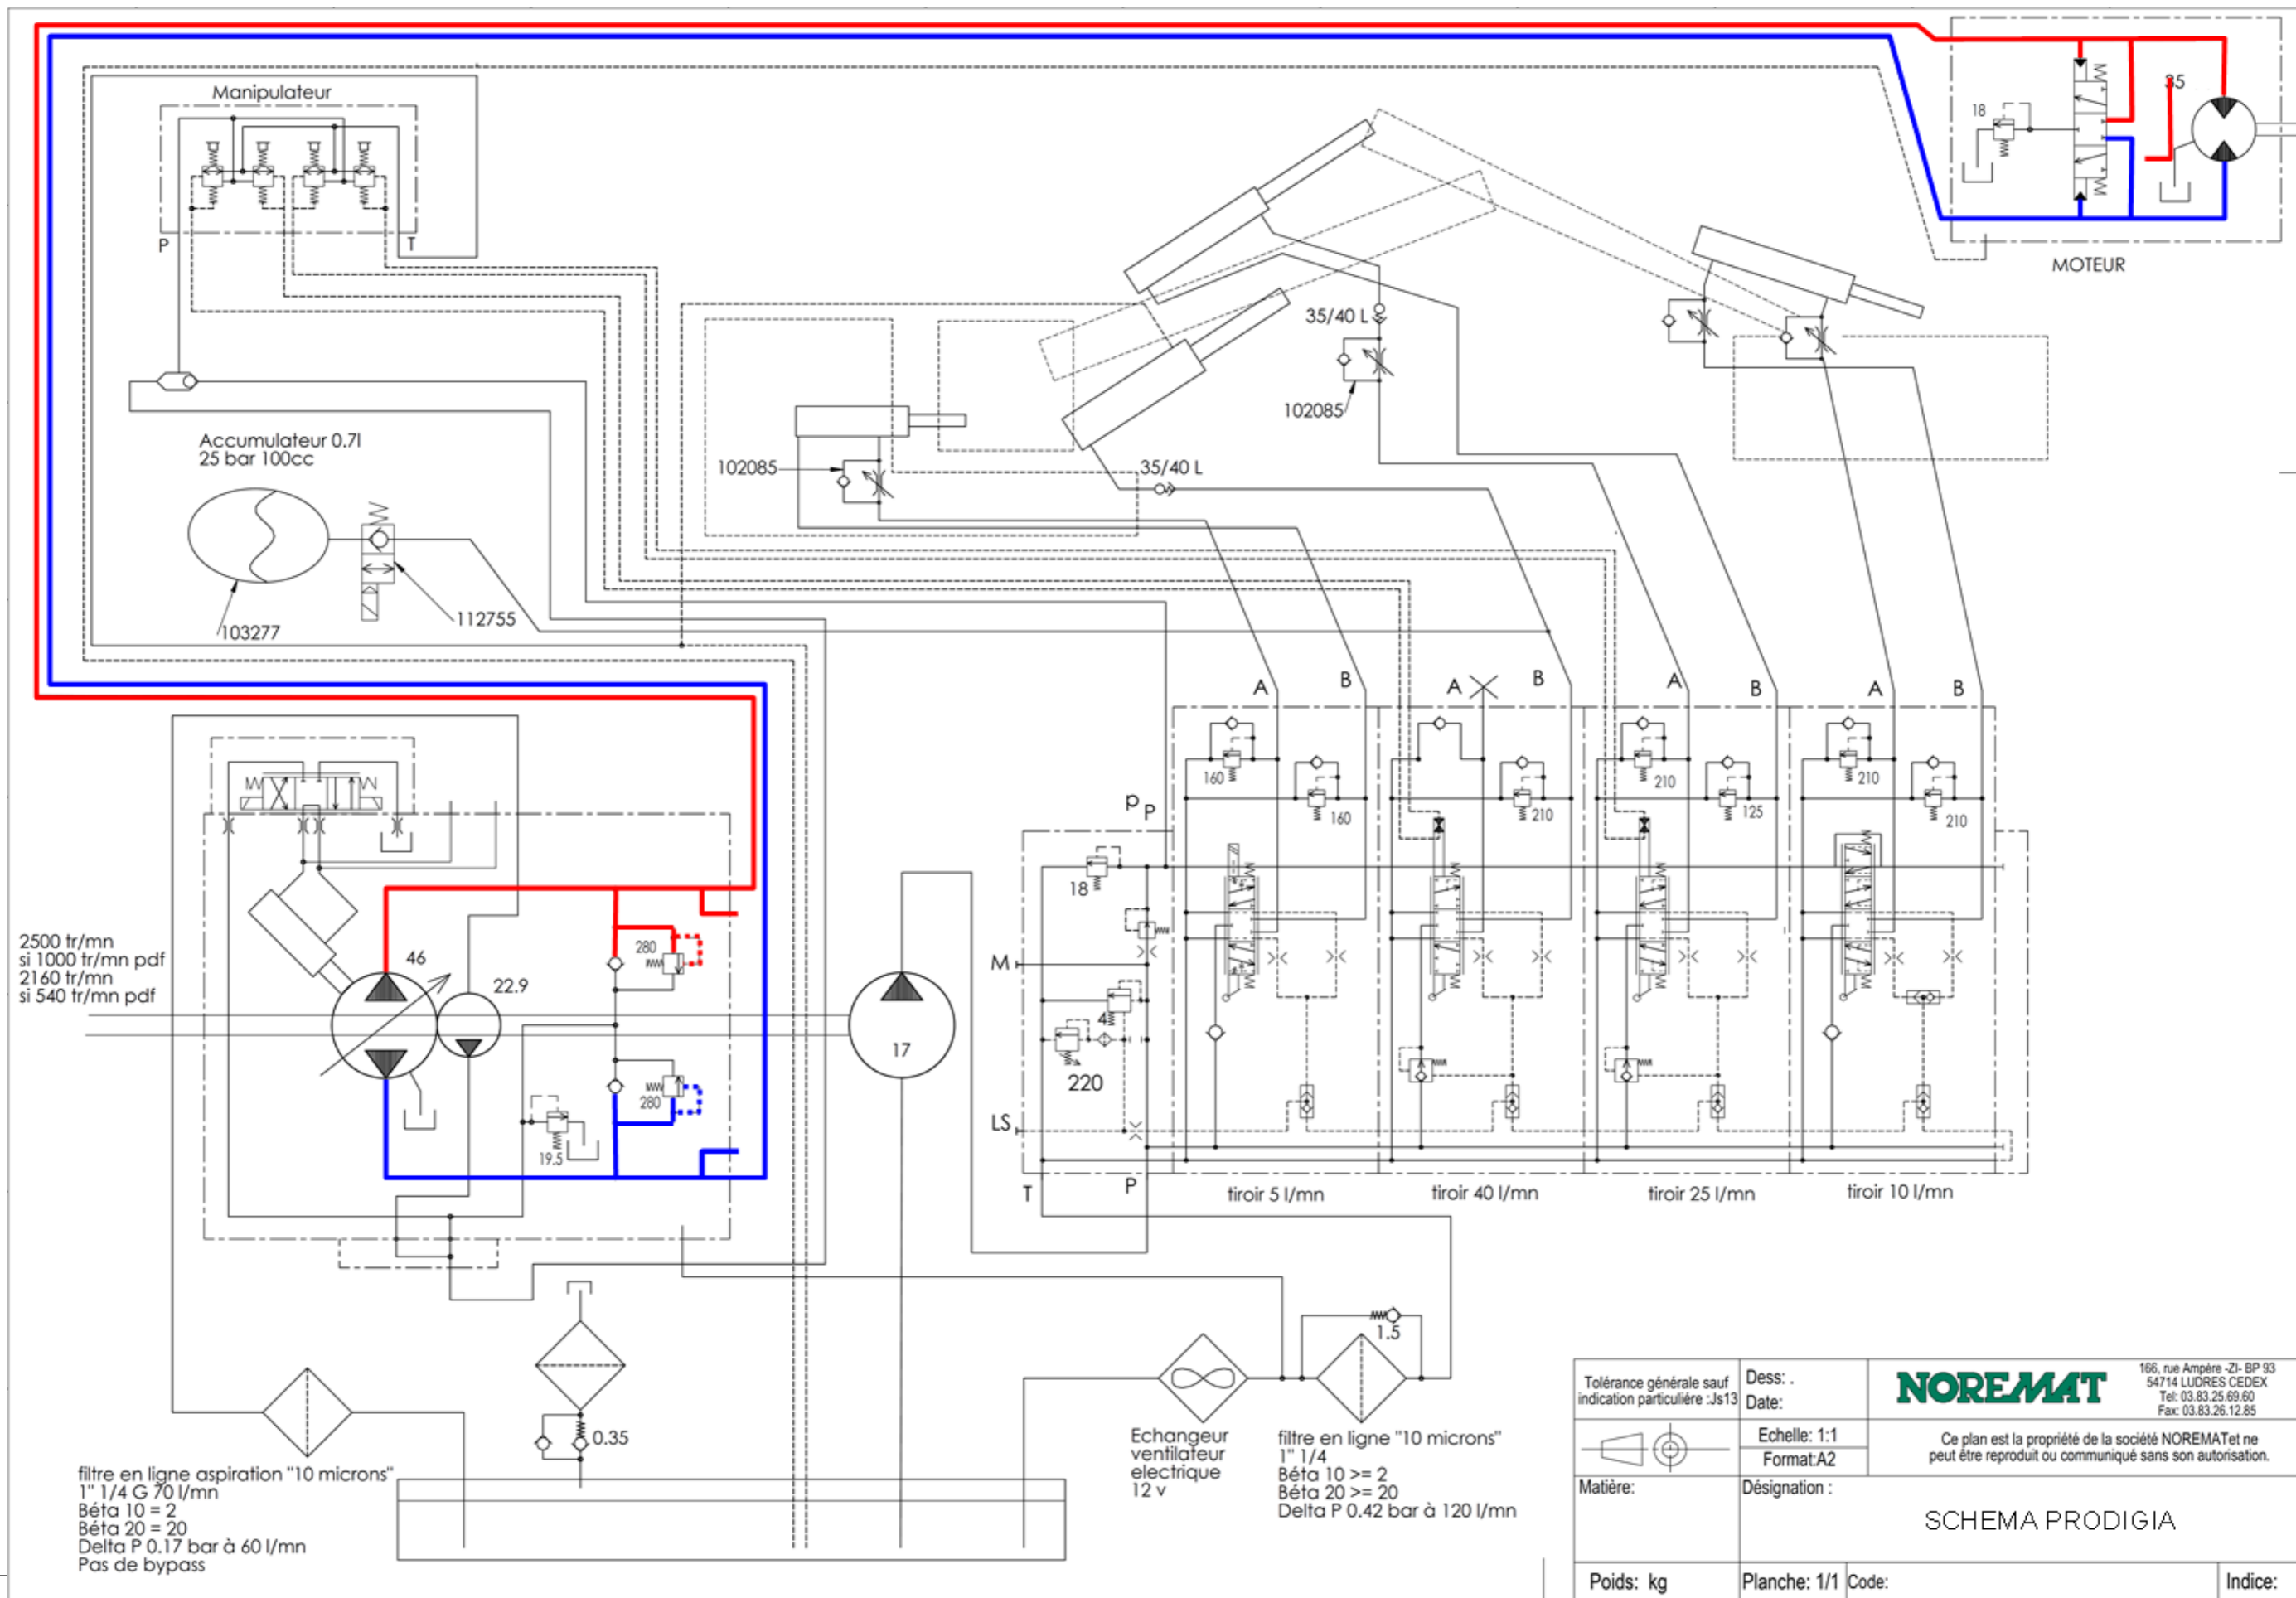 Manipulateur
P
T
18
35
MOTEUR
35/40 L
102085
Accumulateur 0.7l
25 bar 100cc
102085
35/40 L
103277
112755
A
B
A
B
A
B
A
B
160
160
210
210
125
210
210
p
P
18
M
4
220
LS
T
P
tiroir 5 l/mn
tiroir 40 l/mn
tiroir 25 l/mn
tiroir 10 l/mn
2500 tr/mn
si 1000 tr/mn pdf
2160 tr/mn
si 540 tr/mn pdf
46
22.9
280
280
19.5
17
0.35
1.5
filtre en ligne aspiration "10 microns"
1" 1/4 G 70 l/mn
Béta 10 = 2
Béta 20 = 20
Delta P 0.17 bar à 60 l/mn
Pas de bypass
Echangeur
ventilateur
electrique
12 v
filtre en ligne "10 microns"
1" 1/4
Béta 10 >= 2
Béta 20 >= 20
Delta P 0.42 bar à 120 l/mn
Tolérance générale sauf
indication particulière :Js13
Dess: .
Date:
NOREMAT
166, rue Ampère -ZI- BP 93
54714 LUDRES CEDEX
Tel: 03.83.25.69.60
Fax: 03.83.26.12.85
Echelle: 1:1
Format:A2
Ce plan est la propriété de la société NOREMATet ne
peut être reproduit ou communiqué sans son autorisation.
Matière:
Désignation :
SCHEMA PRODIGIA
Poids: kg
Planche: 1/1
Code:
Indice: